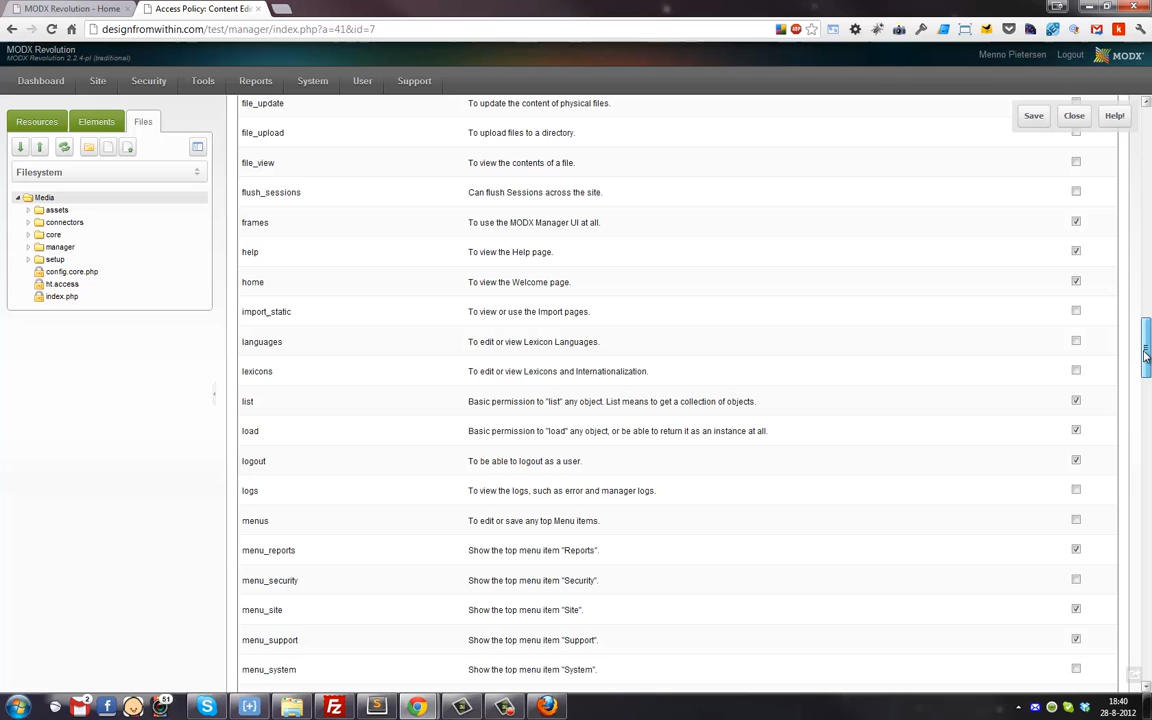 MODX Revolution - Home
Access Policy: Content Edi
designfromwithin.com/test/manager/index.php?a=41&id=7
MODX Revolution
MODX Revolution 2.2.4-pl (traditional)
Menno Pietersen
Logout
MODX
Dashboard
Site
Security
Tools
Reports
System
User
Support
Resources
Elements
Files
Filesystem
Media
assets
connectors
core
manager
setup
config.core.php
ht.access
index.php
Save
Close
Help!
file_update To update the content of physical files.
file_upload To upload files to a directory.
file_view To view the contents of a file.
flush_sessions Can flush Sessions across the site.
frames To use the MODX Manager UI at all.
help To view the Help page.
home To view the Welcome page.
import_static To view or use the Import pages.
languages To edit or view Lexicon Languages.
lexicons To edit or view Lexicons and Internationalization.
list Basic permission to "list" any object. List means to get a collection of objects.
load Basic permission to "load" any object, or be able to return it as an instance at all.
logout To be able to logout as a user.
logs To view the logs, such as error and manager logs.
menus To edit or save any top Menu items.
menu_reports Show the top menu item "Reports".
menu_security Show the top menu item "Security".
menu_site Show the top menu item "Site".
menu_support Show the top menu item "Support".
menu_system Show the top menu item "System".
2
51
18:40
28-8-2012